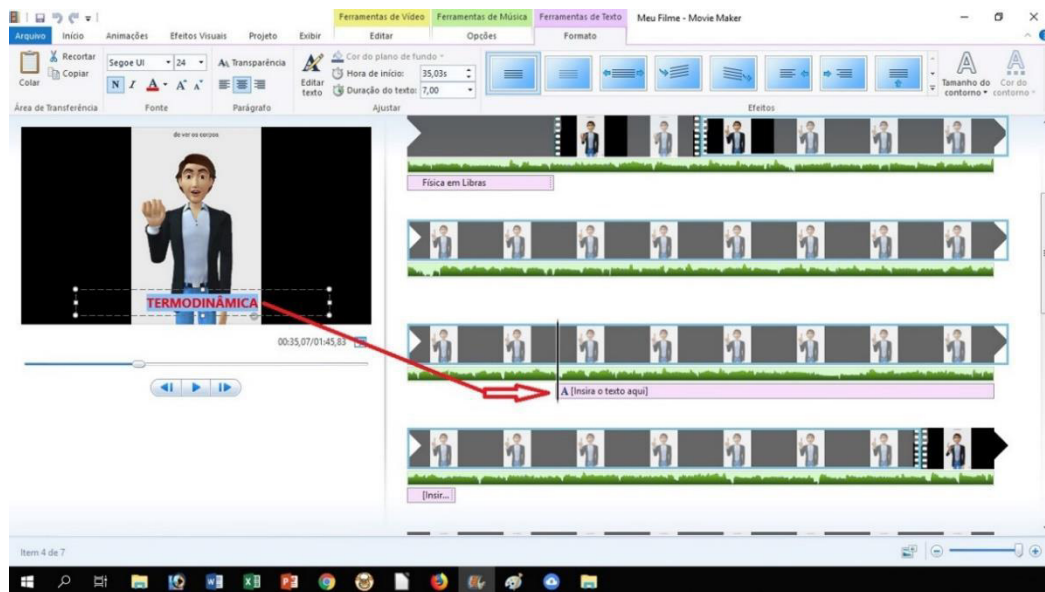 Ferramentas de Vídeo Ferramentas de Música Ferramentas de Texto Meu Filme - Movie Maker
Arquivo Início Animações Efeitos Visuais Projeto Exibir Editar Opções Formato
Colar
Recortar
Copiar
Área de Transferência
Segoe UI 24
N I A A A
Fonte
Transparência
Parágrafo
Editar texto
Cor do plano de fundo
Hora de início: 35,03s
Duração do texto: 7,00
Ajustar
Efeitos
Tamanho do contorno
Cor do contorno
de ver os corpos
TERMODINÂMICA
00:35,07/01:45,83
Física em Libras
A [Insira o texto aqui]
[Insir...]
Item 4 de 7